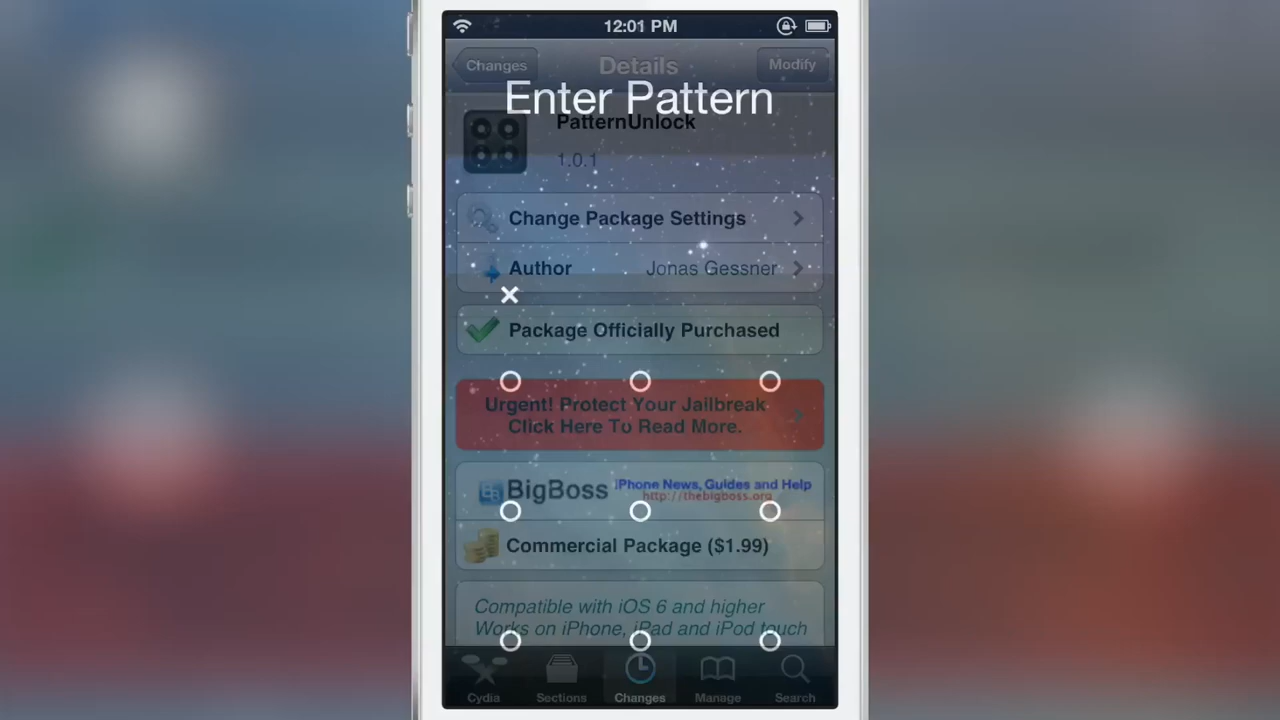 12:01 PM
Changes
Details
Modify
Enter Pattern
PatternUnlock
1.0.1
Change Package Settings
Author
Jonas Gessner
Package Officially Purchased
Urgent! Protect Your Jailbreak
Click Here To Read More.
BigBoss
iPhone News, Guides and Help
http://thebigboss.org
Commercial Package ($1.99)
Compatible with iOS 6 and higher
Works on iPhone, iPad and iPod touch
Cydia
Sections
Changes
Manage
Search